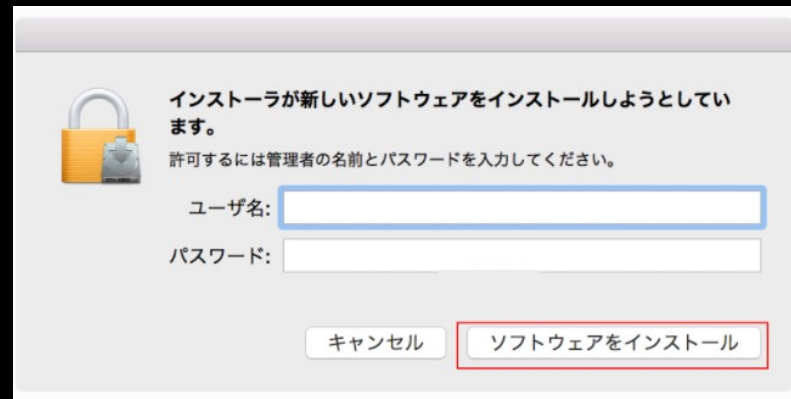 インストーラが新しいソフトウェアをインストールしようとしてい
ます。
許可するには管理者の名前とパスワードを入力してください。
ユーザ名:
パスワード:
キャンセル
ソフトウェアをインストール